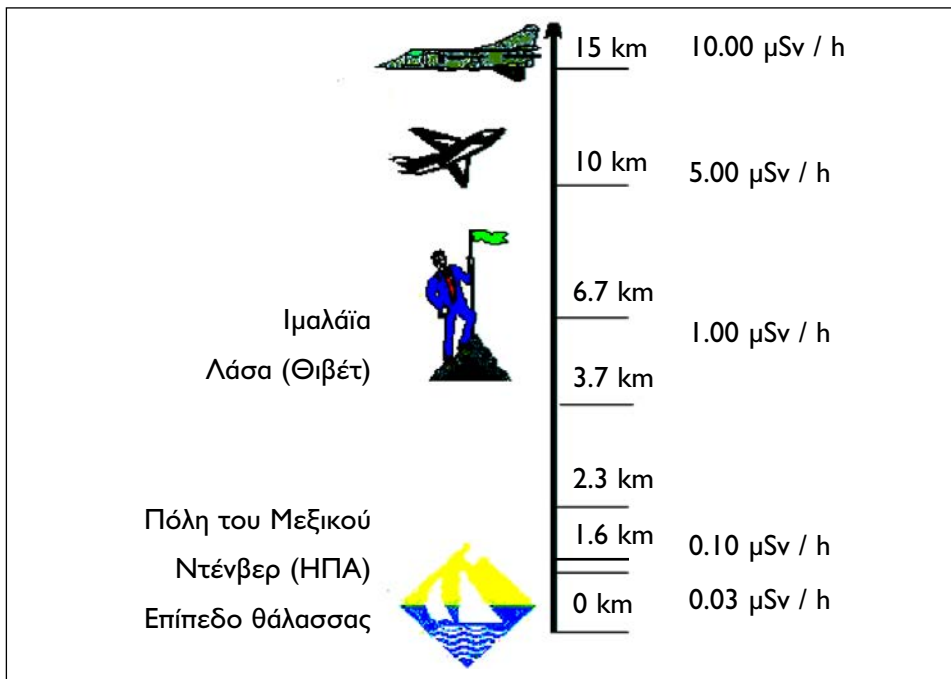 15 km 10.00 μSv / h
10 km 5.00 μSv / h
6.7 km
Ιμαλάϊα 1.00 μSv / h
Λάσα (Θιβέτ) 3.7 km
2.3 km
Πόλη του Μεξικού 1.6 km 0.10 μSv / h
Ντένβερ (ΗΠΑ)
Επίπεδο θάλασσας 0 km 0.03 μSv / h